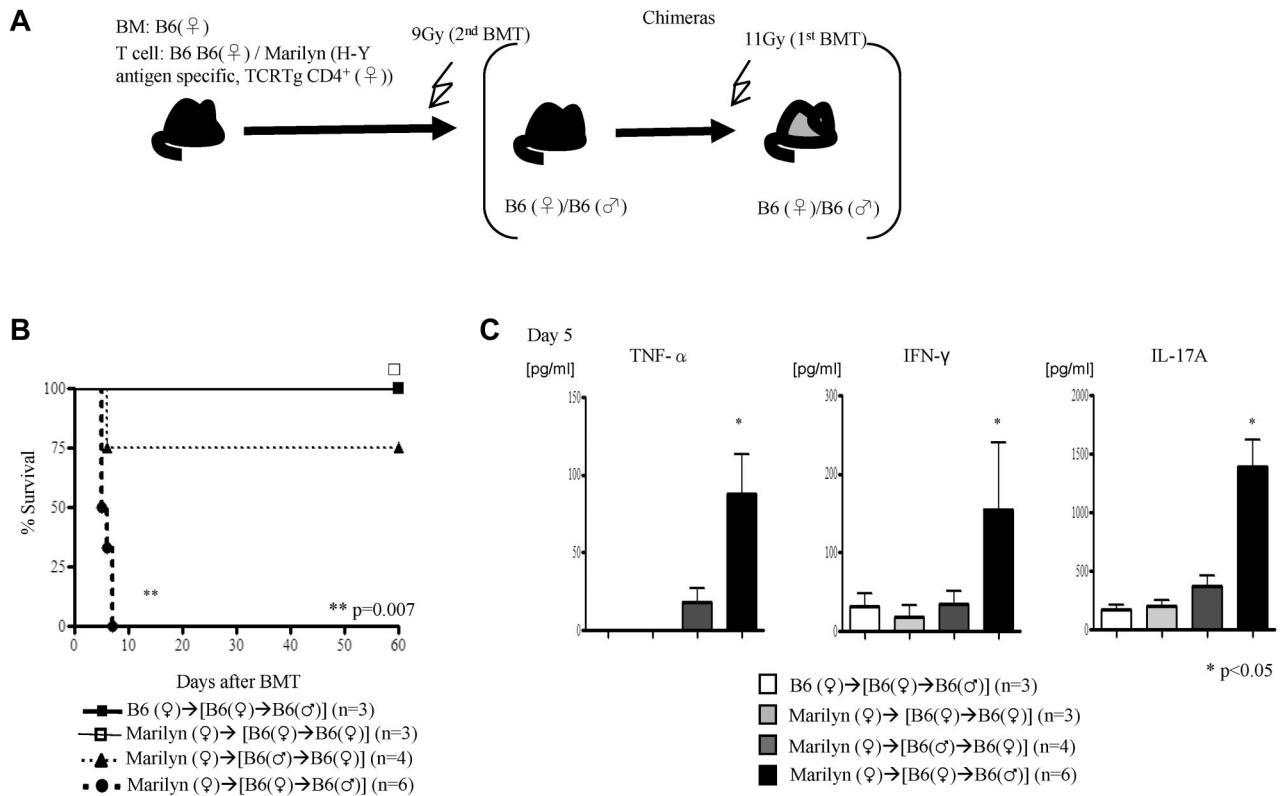 A
BM: B6(♀)
T cell: B6 B6(♀) / Marilyn (H-Y
antigen specific, TCRTg CD4⁺ (♀))
9Gy (2ⁿᵈ BMT)
Chimeras
11Gy (1ˢᵗ BMT)
B6 (♀)/B6 (♂)
B6 (♀)/B6 (♂)
B
% Survival
100
75
50
25
0
0 10 20 30 40 50 60
**
** p=0.007
Days after BMT
B6 (♀)→[B6(♀)→B6(♂)] (n=3)
Marilyn (♀)→ [B6(♀)→B6(♀)] (n=3)
Marilyn (♀)→[B6(♂)→B6(♀)] (n=4)
Marilyn (♀)→[B6(♀)→B6(♂)] (n=6)
C
Day 5
[pg/ml]
TNF- α
150
100
50
0
*
[pg/ml]
IFN-γ
300
200
100
0
*
[pg/ml]
IL-17A
2000
1500
1000
500
0
*
* p<0.05
B6 (♀)→[B6(♀)→B6(♂)] (n=3)
Marilyn (♀)→ [B6(♀)→B6(♀)] (n=3)
Marilyn (♀)→[B6(♂)→B6(♀)] (n=4)
Marilyn (♀)→[B6(♀)→B6(♂)] (n=6)